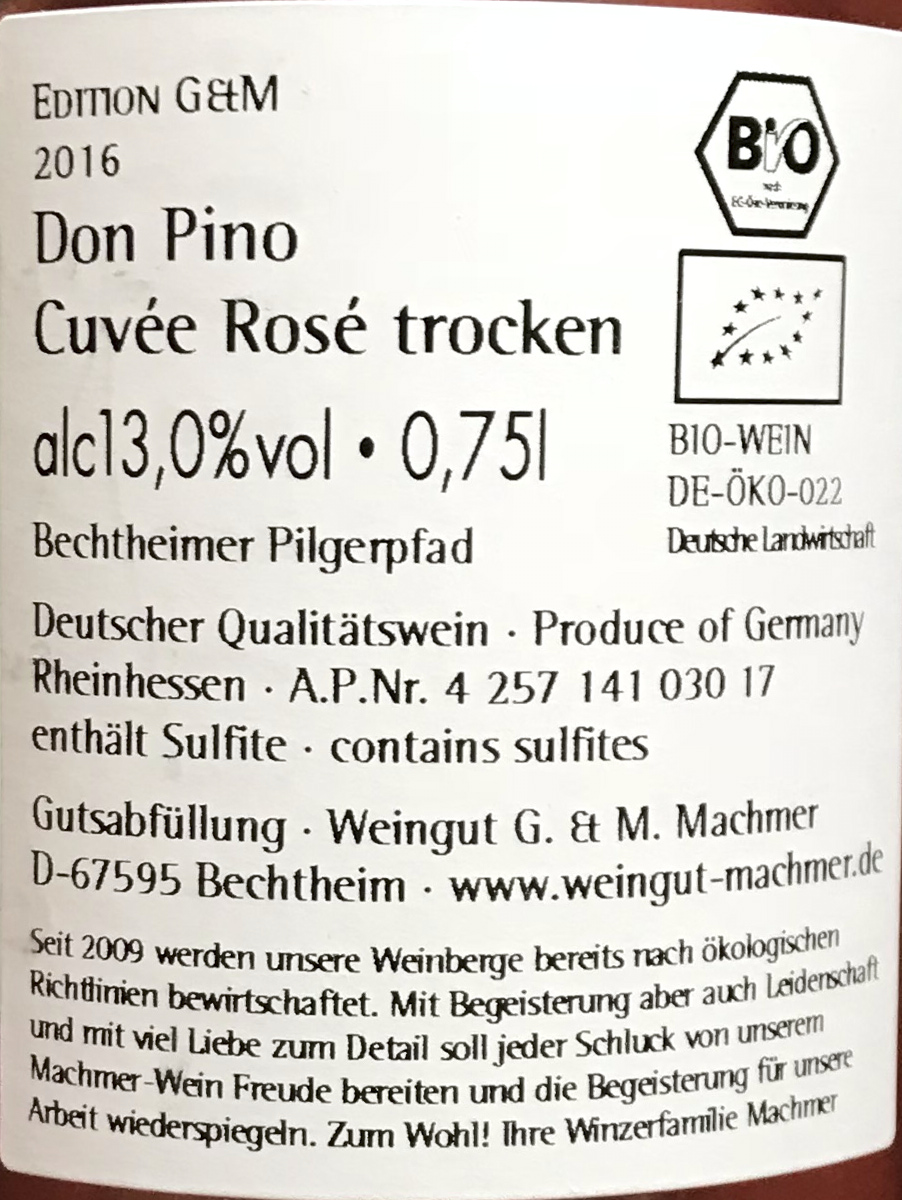 EDITION G&M
2016
Don Pino
Cuvée Rosé trocken
alc13,0%vol • 0,75l
Bechtheimer Pilgerpfad
Deutscher Qualitätswein · Produce of Germany
Rheinhessen · A.P.Nr. 4 257 141 030 17
enthält Sulfite · contains sulfites
Gutsabfüllung · Weingut G. & M. Machmer
D-67595 Bechtheim · www.weingut-machmer.de
Seit 2009 werden unsere Weinberge bereits nach ökologischen
Richtlinien bewirtschaftet. Mit Begeisterung aber auch Leidenschaft
und mit viel Liebe zum Detail soll jeder Schluck von unserem
Machmer-Wein Freude bereiten und die Begeisterung für unsere
Arbeit wiederspiegeln. Zum Wohl! Ihre Winzerfamilie Machmer
BiO
nach
EG-Öko-Verordnung
BIO-WEIN
DE-ÖKO-022
Deutsche Landwirtschaft